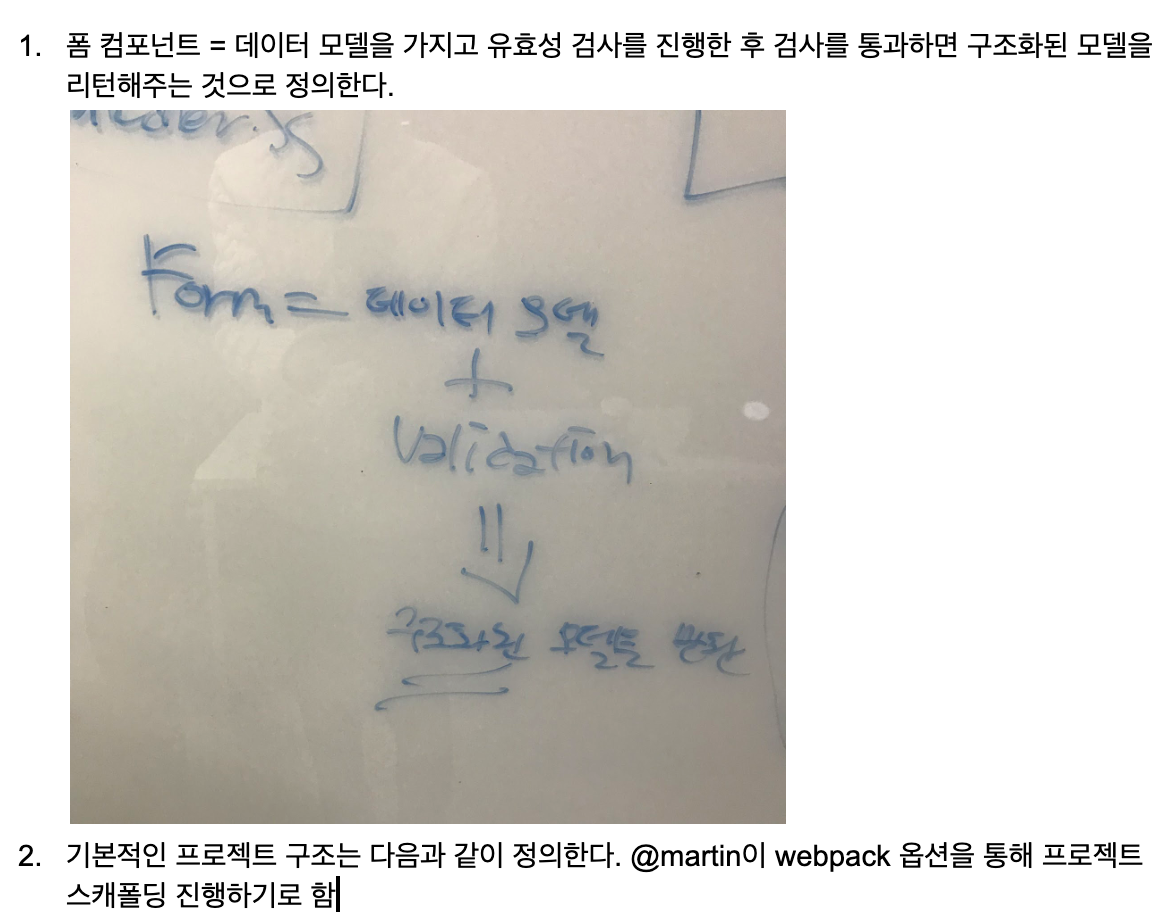 1. 폼 컴포넌트 = 데이터 모델을 가지고 유효성 검사를 진행한 후 검사를 통과하면 구조화된 모델을
리턴해주는 것으로 정의한다.
.js
Form = 데이터 모델
+
Validation
구조화된 모델을 반환
2. 기본적인 프로젝트 구조는 다음과 같이 정의한다. @martin이 webpack 옵션을 통해 프로젝트
스캐폴딩 진행하기로 함